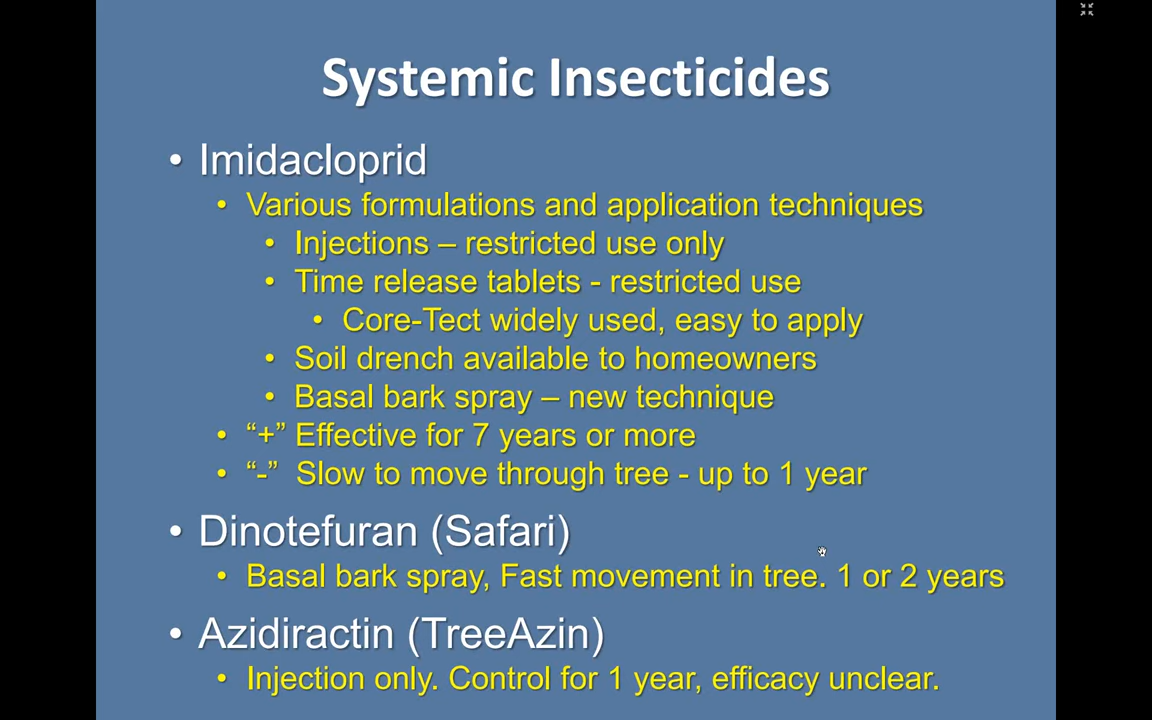 Systemic Insecticides
• Imidacloprid
• Various formulations and application techniques
• Injections – restricted use only
• Time release tablets - restricted use
• Core-Tect widely used, easy to apply
• Soil drench available to homeowners
• Basal bark spray – new technique
• “+” Effective for 7 years or more
• “-” Slow to move through tree - up to 1 year
• Dinotefuran (Safari)
• Basal bark spray, Fast movement in tree. 1 or 2 years
• Azidiractin (TreeAzin)
• Injection only. Control for 1 year, efficacy unclear.